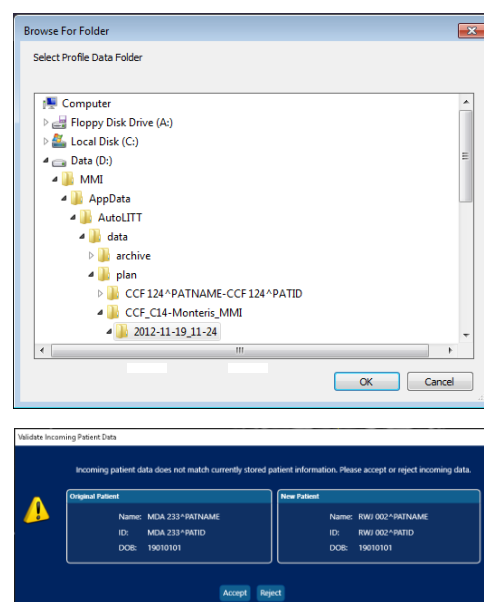 Browse For Folder
Select Profile Data Folder
Computer
Floppy Disk Drive (A:)
Local Disk (C:)
Data (D:)
MMI
AppData
AutoLITT
data
archive
plan
CCF 124^PATNAME-CCF 124^PATID
CCF_C14-Monteris_MMI
2012-11-19_11-24
OK Cancel
Validate Incoming Patient Data
Incoming patient data does not match currently stored patient information. Please accept or reject incoming data.
Original Patient
Name: MDA 233^PATNAME
ID: MDA 233^PATID
DOB: 19010101
New Patient
Name: RWJ 002^PATNAME
ID: RWJ 002^PATID
DOB: 19010101
Accept Reject